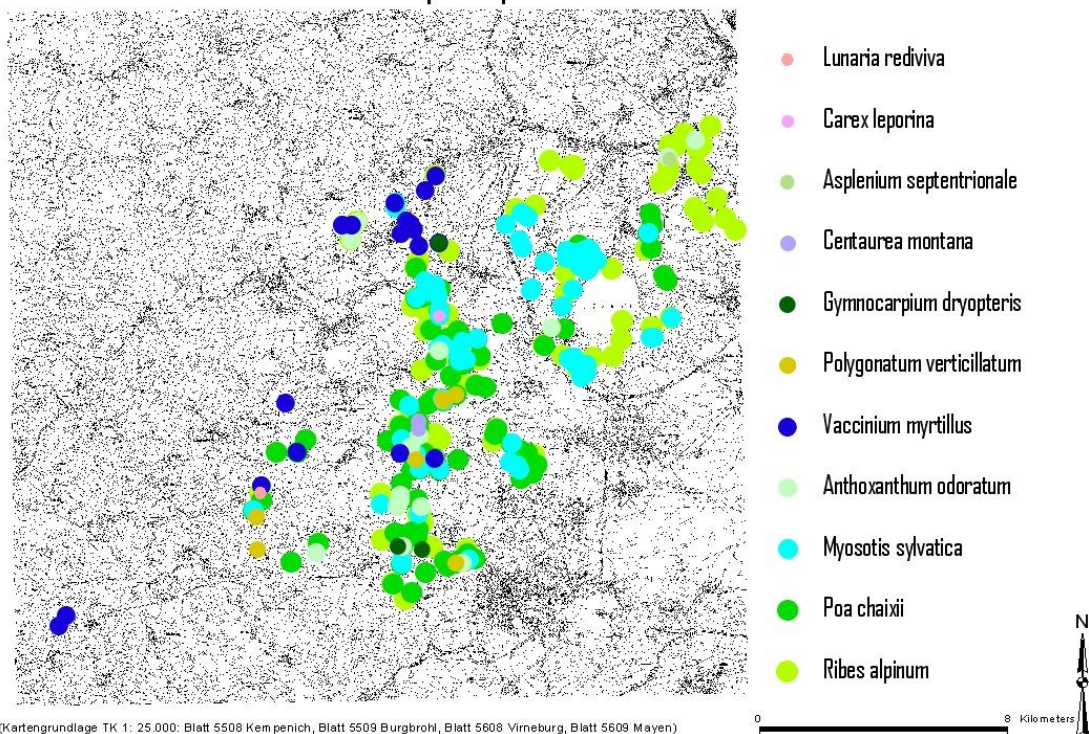 Lunaria rediviva
Carex leporina
Asplenium septentrionale
Centaurea montana
Gymnocarpium dryopteris
Polygonatum verticillatum
Vaccinium myrtillus
Anthoxanthum odoratum
Myosotis sylvatica
Poa chaixii
Ribes alpinum
N
0 8 Kilometers
(Kartengrundlage TK 1: 25.000: Blatt 5508 Kempenich, Blatt 5509 Burgbrohl, Blatt 5608 Virneburg, Blatt 5609 Mayen)